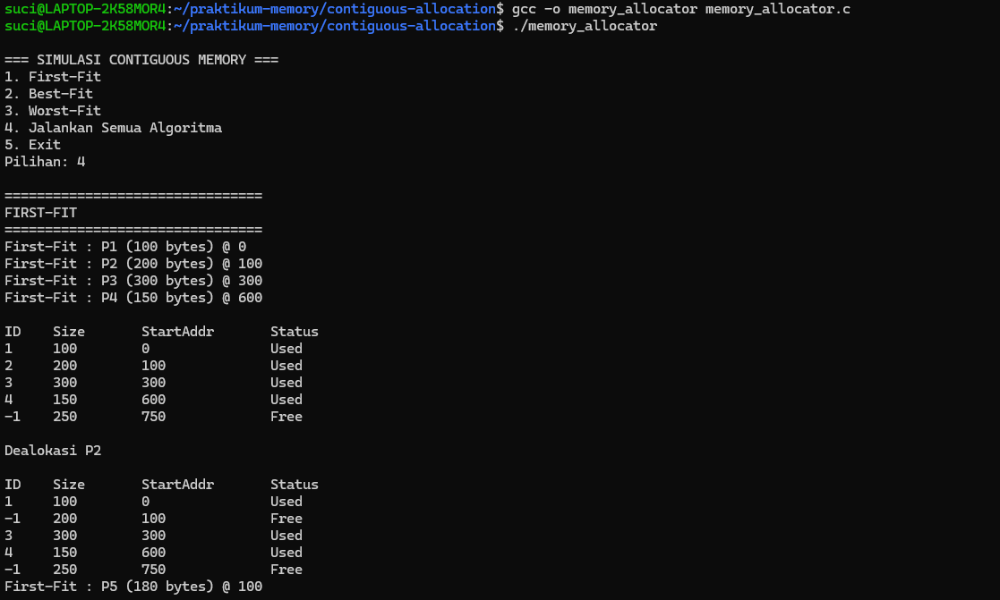 suci@LAPTOP-2K58MOR4:~/praktikum-memory/contiguous-allocation$ gcc -o memory_allocator memory_allocator.c
suci@LAPTOP-2K58MOR4:~/praktikum-memory/contiguous-allocation$ ./memory_allocator
=== SIMULASI CONTIGUOUS MEMORY ===
1. First-Fit
2. Best-Fit
3. Worst-Fit
4. Jalankan Semua Algoritma
5. Exit
Pilihan: 4
================================
FIRST-FIT
================================
First-Fit : P1 (100 bytes) @ 0
First-Fit : P2 (200 bytes) @ 100
First-Fit : P3 (300 bytes) @ 300
First-Fit : P4 (150 bytes) @ 600
ID    Size       StartAddr       Status
1     100        0               Used
2     200        100             Used
3     300        300             Used
4     150        600             Used
-1    250        750             Free
Dealokasi P2
ID    Size       StartAddr       Status
1     100        0               Used
-1    200        100             Free
3     300        300             Used
4     150        600             Used
-1    250        750             Free
First-Fit : P5 (180 bytes) @ 100